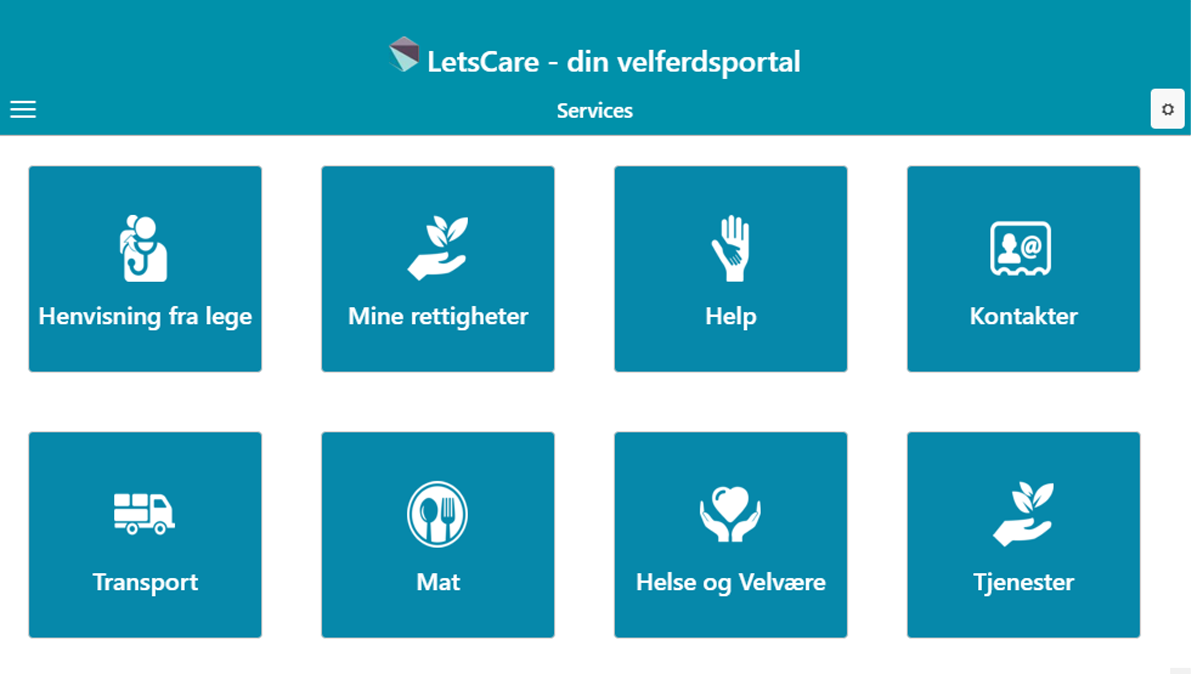 LetsCare - din velferdsportal
Services
Henvisning fra lege
Mine rettigheter
Help
Kontakter
@
Transport
Mat
Helse og Velvære
Tjenester